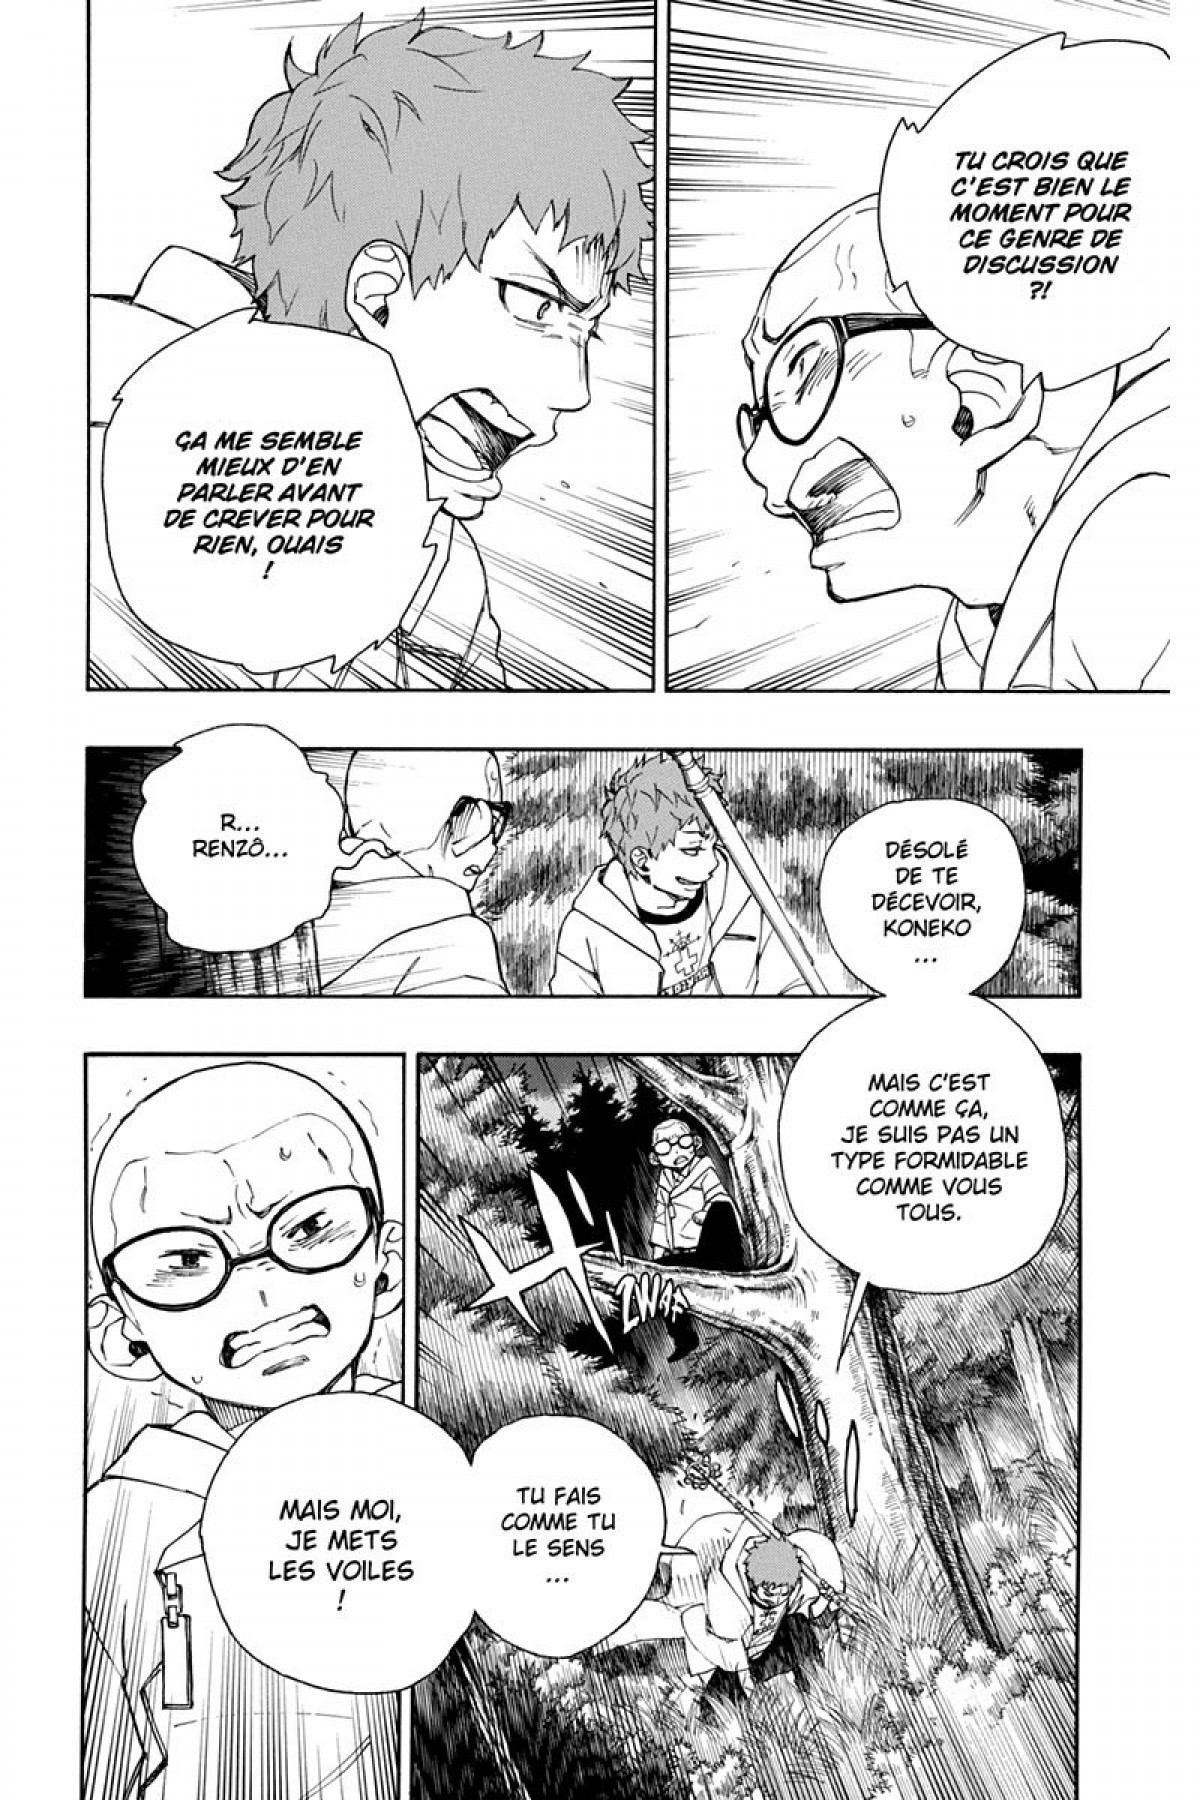 TU CROIS QUE
C'EST BIEN LE
MOMENT POUR
CE GENRE DE
DISCUSSION
?!
ÇA ME SEMBLE
MIEUX D'EN
PARLER AVANT
DE CREVER POUR
RIEN, OUAIS
!
DÉSOLÉ
DE TE
DÉCEVOIR,
KONEKO
...
R...
RENZÔ...
MAIS C'EST
COMME ÇA,
JE SUIS PAS UN
TYPE FORMIDABLE
COMME VOUS
TOUS.
ザッ
ZWAF
TU FAIS
COMME TU
LE SENS
...
MAIS MOI,
JE METS
LES VOILES
!